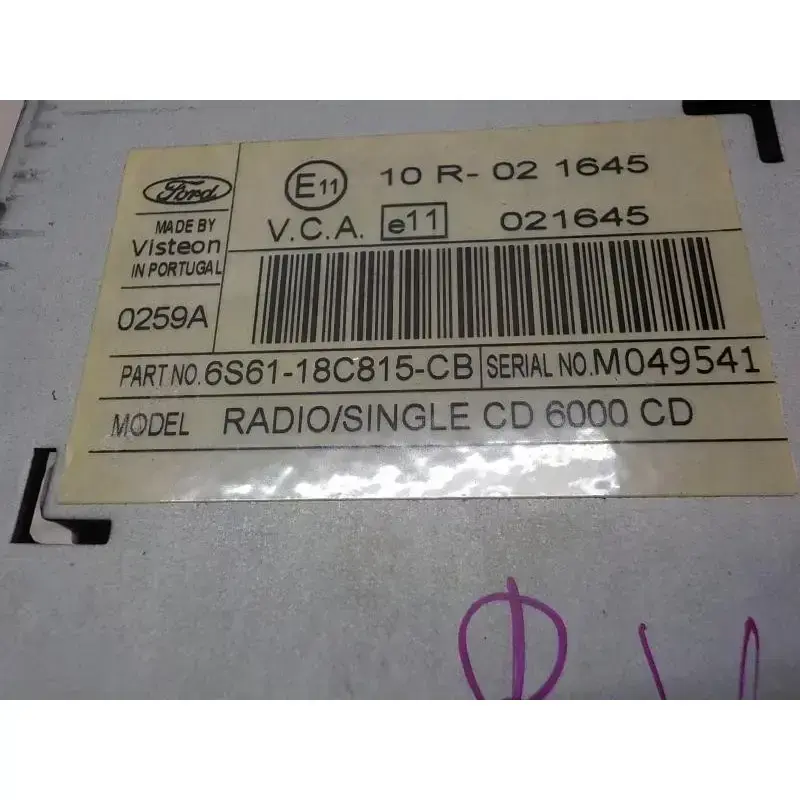 Ford
MADE BY
Visteon
IN PORTUGAL
0259A
E11 10 R- 02 1645
V.C.A. e11 021645
PART NO. 6S61-18C815-CB SERIAL NO. M049541
MODEL RADIO/SINGLE CD 6000 CD